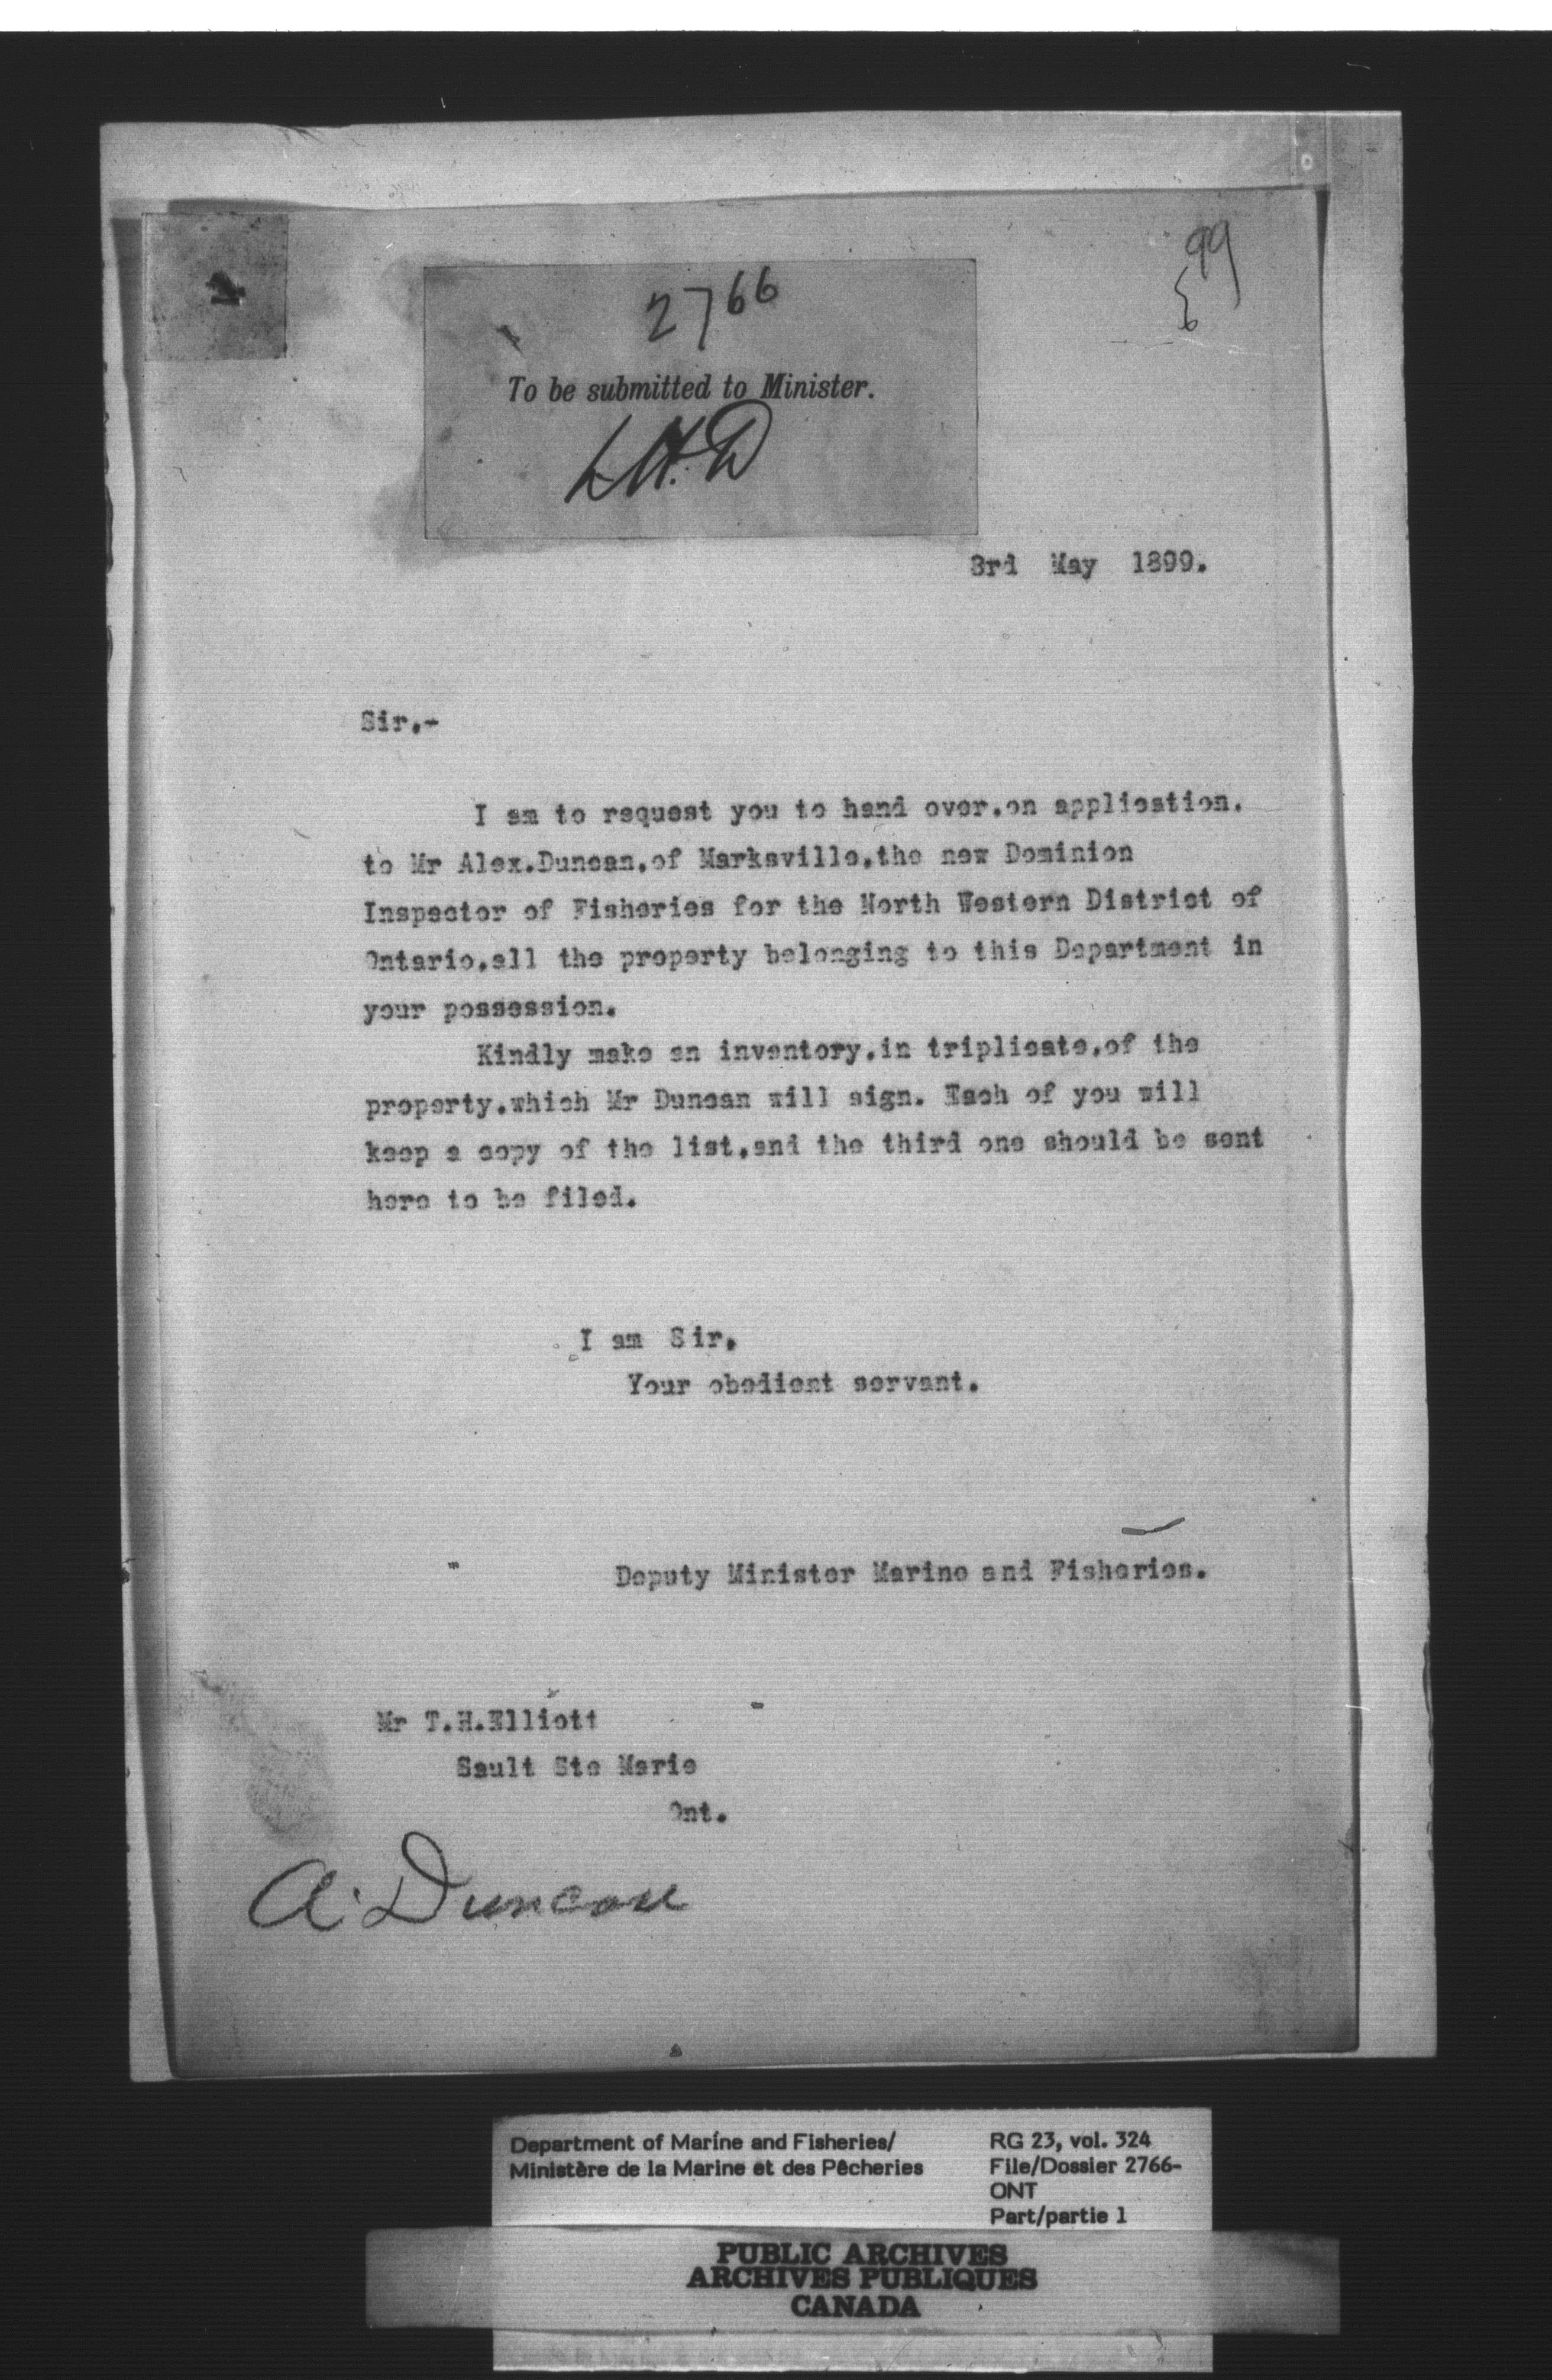 99
2766
To be submitted to Minister.
3rd May 1899.
Sir,-
I am to request you to hand over,on application,
to Mr Alex.Duncan,of Marksville,the new Dominion
Inspector of Fisheries for the North Western District of
Ontario,all the property belonging to this Department in
your possession.
Kindly make an inventory,in triplicate,of the
property,which Mr Duncan will sign. Each of you will
keep a copy of the list,and the third one should be sent
here to be filed.
I am Sir,
Your obedient servant.
Deputy Minister Marine and Fisheries.
Mr T.H.Elliott
Sault Ste Marie
Ont.
A. Duncan
Department of Marine and Fisheries/
Ministère de la Marine et des Pêcheries
RG 23, vol. 324
File/Dossier 2766-
ONT
Part/partie 1
PUBLIC ARCHIVES
ARCHIVES PUBLIQUES
CANADA